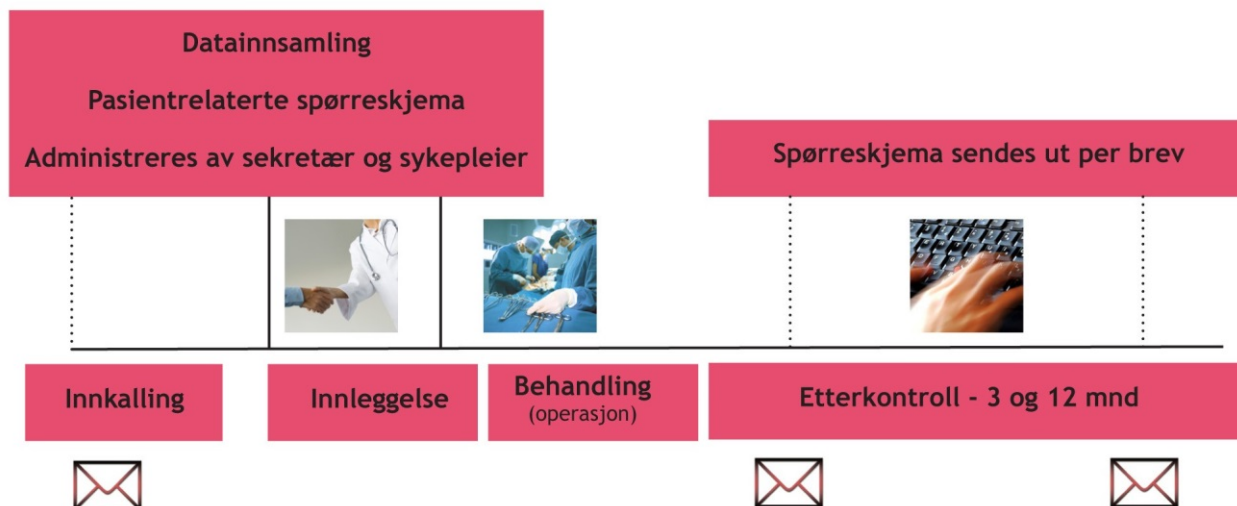 Datainnsamling
Pasientrelaterte spørreskjema
Administreres av sekretær og sykepleier
Spørreskjema sendes ut per brev
Innkalling
Innleggelse
Behandling
(operasjon)
Etterkontroll - 3 og 12 mnd